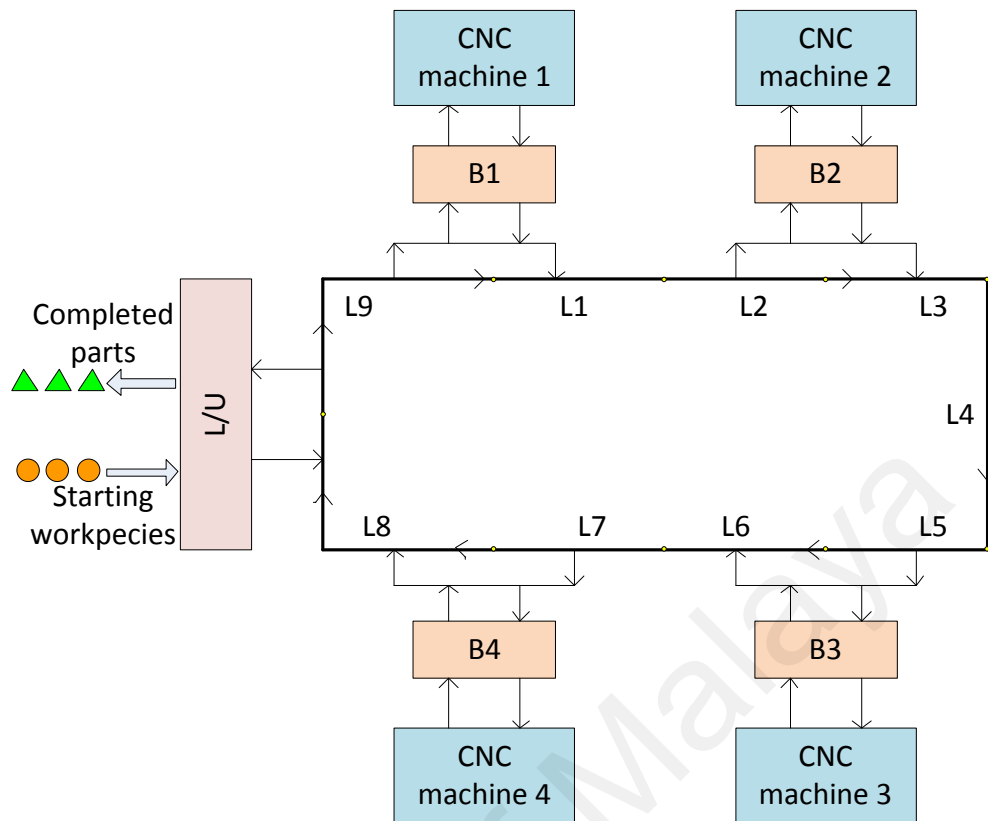 CNC
machine 1
CNC
machine 2
B1
B2
L9
L1
L2
L3
Completed
parts
L/U
L4
Starting
workpecies
L8
L7
L6
L5
B4
B3
CNC
machine 4
CNC
machine 3
Malaya